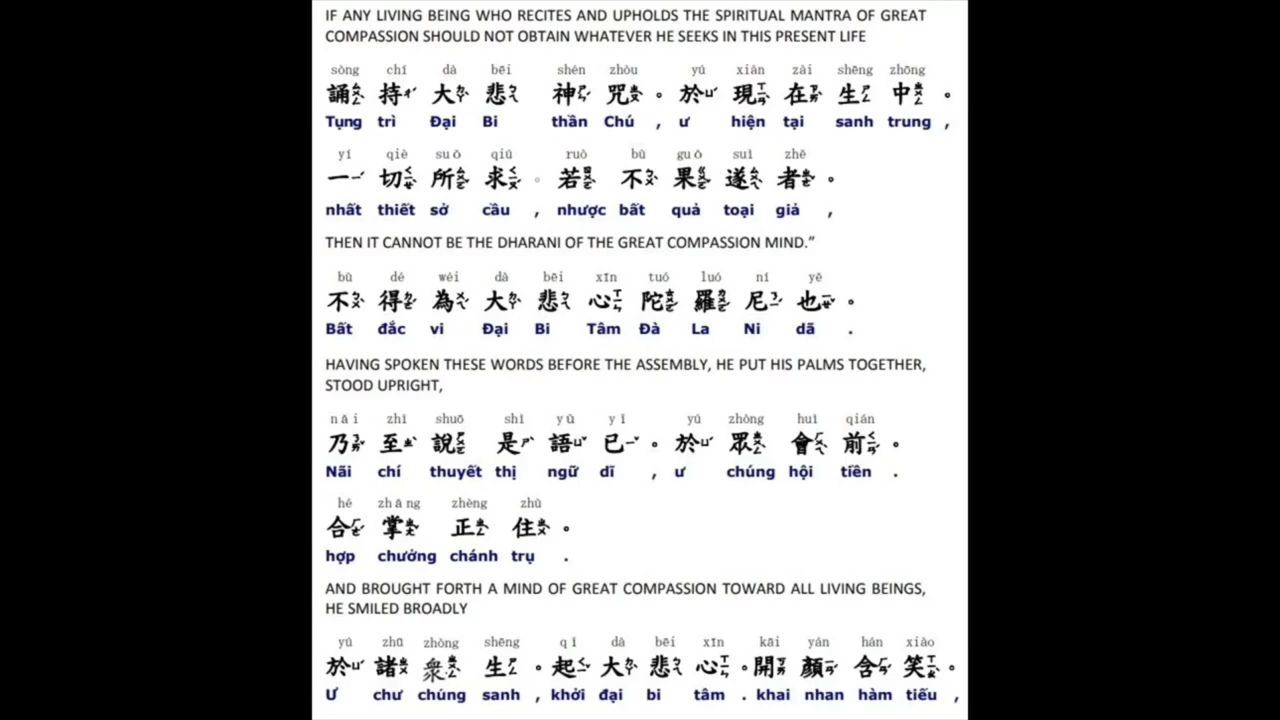 IF ANY LIVING BEING WHO RECITES AND UPHOLDS THE SPIRITUAL MANTRA OF GREAT
COMPASSION SHOULD NOT OBTAIN WHATEVER HE SEEKS IN THIS PRESENT LIFE
sòng chí dà bēi shén zhòu yú xiàn zài shēng zhōng
誦持大悲神咒。於現在生中。
Tụng trì Đại Bi thần Chú , ư hiện tại sanh trung ,
yí qiè suǒ qiú ruò bù guǒ suì zhě
一切所求。若不果遂者。
nhất thiết sở cầu , nhược bất quả toại giả ,
THEN IT CANNOT BE THE DHARANI OF THE GREAT COMPASSION MIND.”
bù dé wéi dà bēi xīn tuó luó ní yě
不得為大悲心陀羅尼也。
Bất đắc vi Đại Bi Tâm Đà La Ni dã .
HAVING SPOKEN THESE WORDS BEFORE THE ASSEMBLY, HE PUT HIS PALMS TOGETHER,
STOOD UPRIGHT,
nǎi zhì shuō shì yǔ yǐ yú zhòng huì qián
乃至說是語已。於眾會前。
Nãi chí thuyết thị ngữ dĩ , ư chúng hội tiền .
hé zhǎng zhèng zhù
合掌正住。
hợp chưởng chánh trụ .
AND BROUGHT FORTH A MIND OF GREAT COMPASSION TOWARD ALL LIVING BEINGS,
HE SMILED BROADLY
yú zhū zhòng shēng qǐ dà bēi xīn kāi yán hán xiào
於諸衆生。起大悲心。開顏含笑。
Ư chư chúng sanh , khởi đại bi tâm . khai nhan hàm tiếu ,